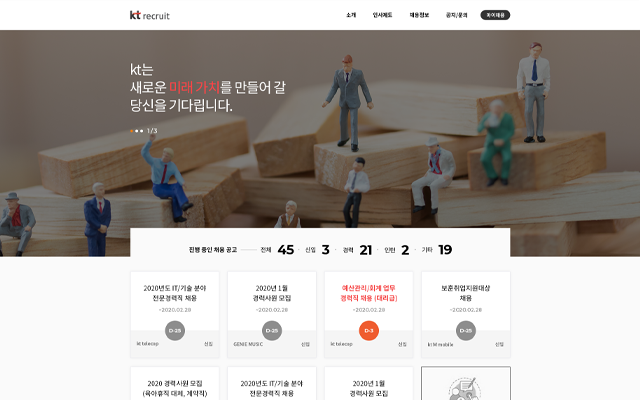 kt recruit
소개 인사제도 채용정보 공지/문의 마이채용
kt는
새로운 미래 가치를 만들어 갈
당신을 기다립니다.
1/3
진행 중인 채용 공고 전체 45 신입 3 경력 21 인턴 2 기타 19
2020년도 IT/기술 분야
전문경력직 채용
~2020.02.29
D-25
kt telecop 신입
2020년 1월
경력사원 모집
~2020.02.28
D-25
GENIE MUSIC 신입
예산관리/회계 업무
경력직 채용 (대리급)
~2020.02.29
D-3
kt telecop 신입
보훈취업지원대상
채용
~2020.02.28
D-25
kt M mobile 신입
2020 경력사원 모집
(육아휴직 대체, 계약직)
2020년도 IT/기술 분야
전문경력직 채용
2020년 1월
경력사원 모집